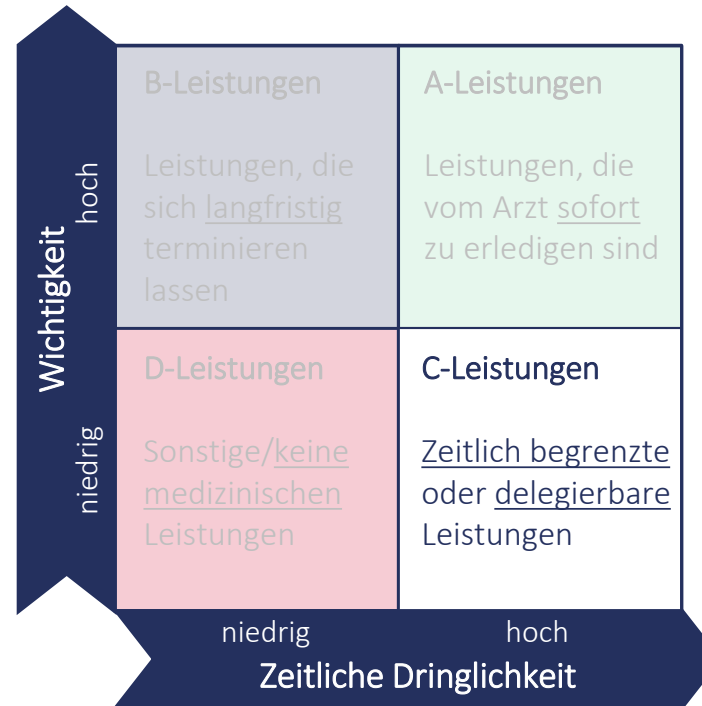 B-Leistungen
Leistungen, die
sich langfristig
terminieren
lassen
A-Leistungen
Leistungen, die
vom Arzt sofort
zu erledigen sind
D-Leistungen
Sonstige/keine
medizinischen
Leistungen
C-Leistungen
Zeitlich begrenzte
oder delegierbare
Leistungen
Wichtigkeit
hoch
niedrig
niedrig
hoch
Zeitliche Dringlichkeit